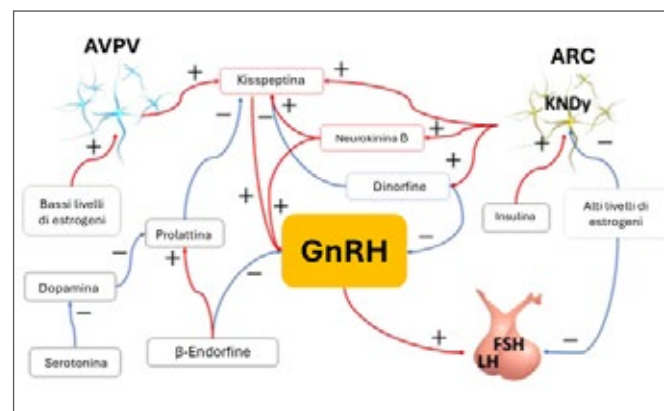 AVPV
ARC
Kisspeptina
KNDy
Neurokinina B
Bassi livelli
di estrogeni
Dinorfine
Insulina
Alti livelli di
estrogeni
Prolattina
GnRH
Dopamina
β-Endorfine
Serotonina
FSH
LH
+
+
+
+
+
+
+
+
+
+
+
−
−
−
−
−
−
−
−